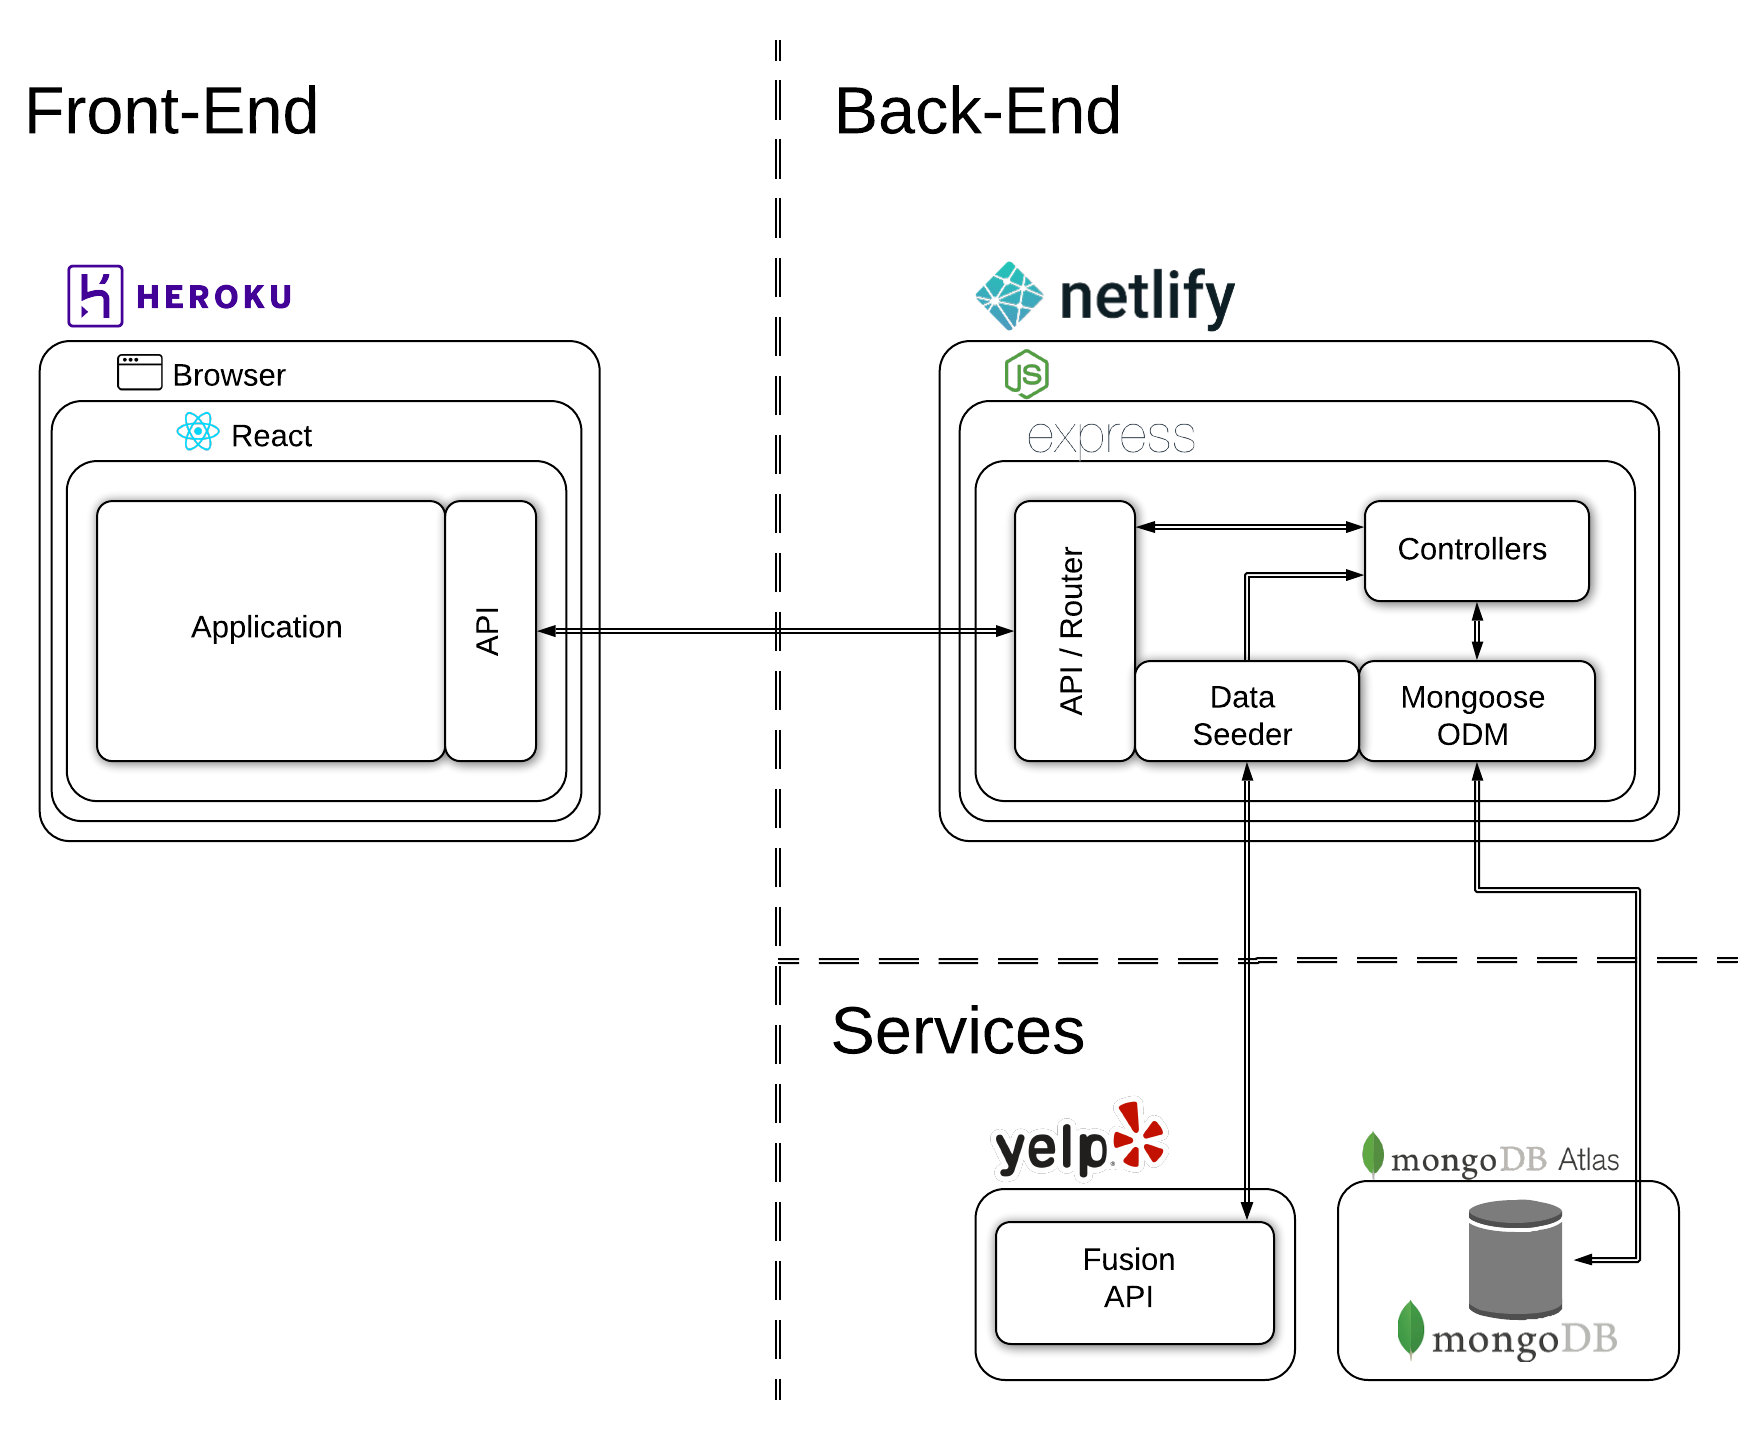 Front-End
HEROKU
Browser
React
Application
API
Back-End
netlify
JS
express
API / Router
Controllers
Data
Seeder
Mongoose
ODM
Services
yelp
Fusion
API
mongoDB Atlas
mongoDB